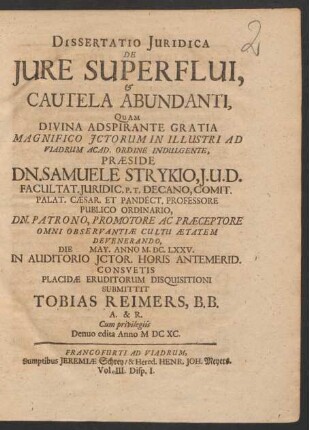 2
DISSERTATIO JURIDICA
DE
JURE SUPERFLUI,
&
CAUTELA ABUNDANTI,
QUAM
DIVINA ADSPIRANTE GRATIA
MAGNIFICO JCTORUM IN ILLUSTRI AD
VIADRUM ACAD. ORDINE INDULGENTE,
PRÆSIDE
DN. SAMUELE STRYKIO, J.U.D.
FACULTAT. JURIDIC. P. T. DECANO, COMIT.
PALAT. CÆSAR. ET PANDECT. PROFESSORE
PUBLICO ORDINARIO,
DN. PATRONO, PROMOTORE AC PRÆCEPTORE
OMNI OBSERVANTIÆ CULTU ÆTATEM
DEVENERANDO,
DIE MAY. ANNO M. DC. LXXV.
IN AUDITORIO JCTOR. HORIS ANTEMERID.
CONSVETIS
PLACIDÆ ERUDITORUM DISQUISITIONI
SUBMITTIT
TOBIAS REIMERS, B.B.
A. & R.
Cum privilegiis
Denuo edita Anno M DC XC.
FRANCOFURTI AD VIADRUM,
Sumptibus JEREMIÆ Schrey, & Hered. HENR. JOH. Meyers.
Vol. III. Disp. I.